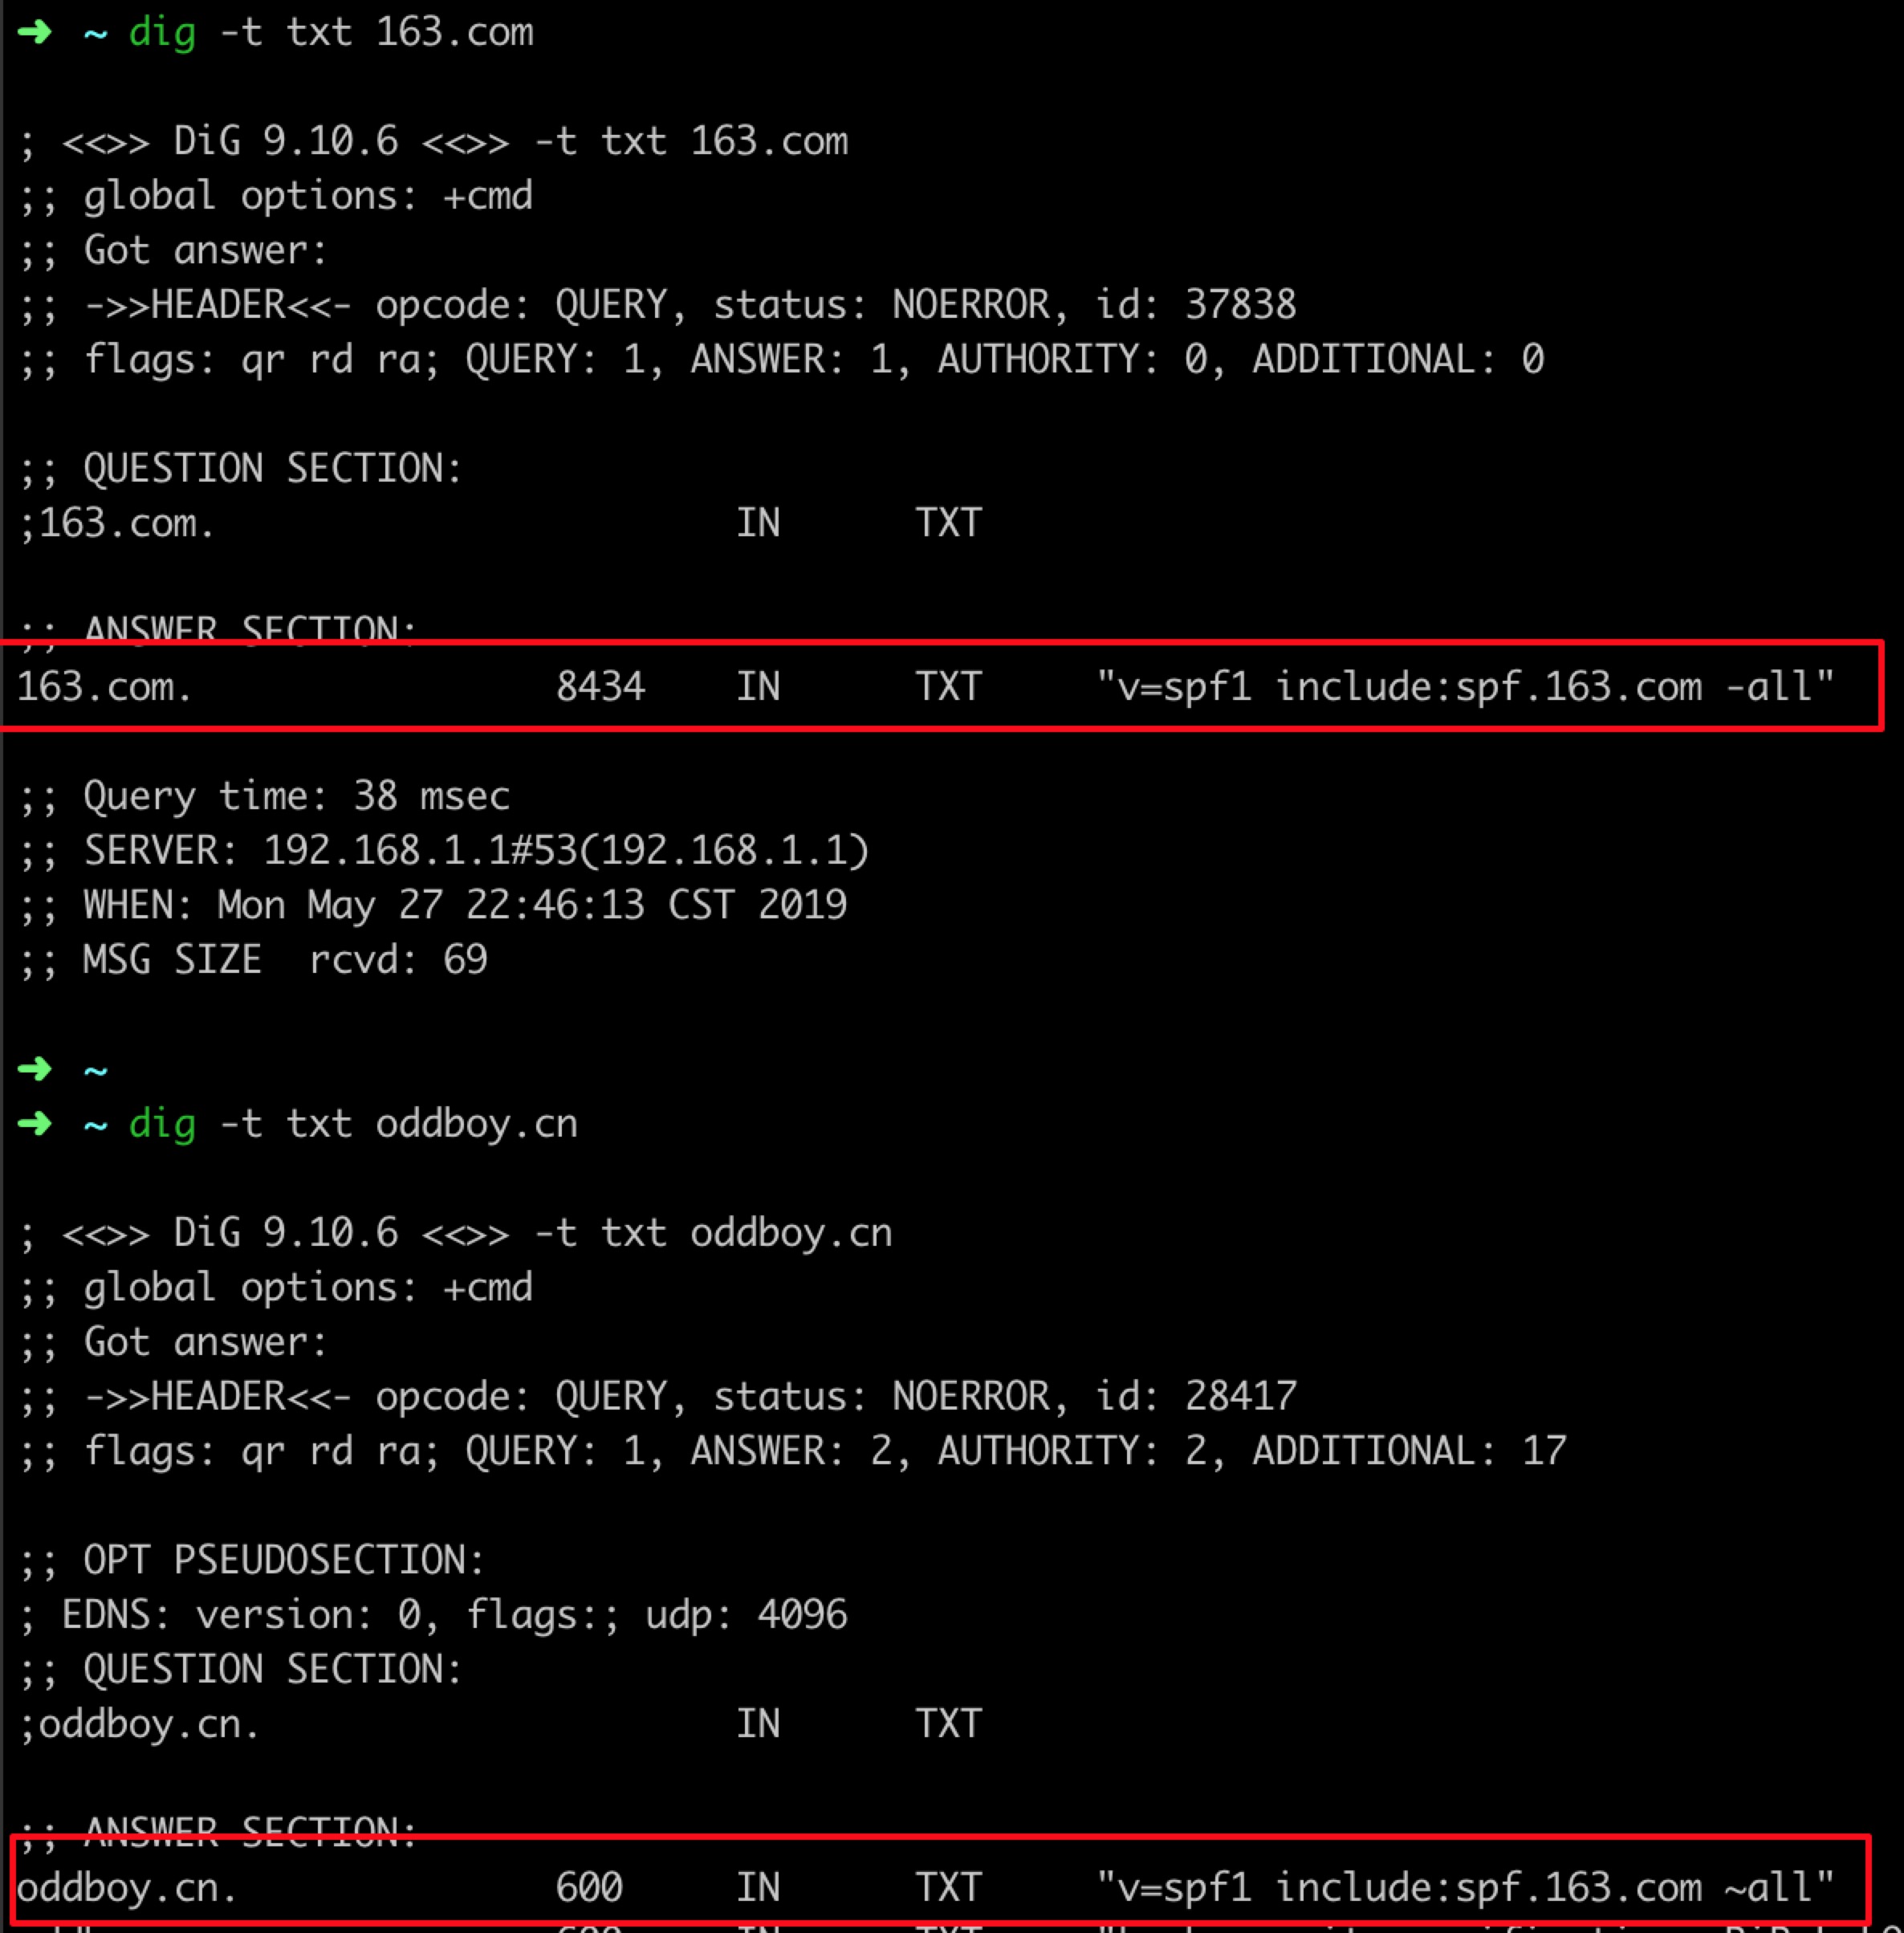 ➜ ~ dig -t txt 163.com
; <<>> DiG 9.10.6 <<>> -t txt 163.com
;; global options: +cmd
;; Got answer:
;; ->>HEADER<<- opcode: QUERY, status: NOERROR, id: 37838
;; flags: qr rd ra; QUERY: 1, ANSWER: 1, AUTHORITY: 0, ADDITIONAL: 0
;; QUESTION SECTION:
;163.com. IN TXT
;; ANSWER SECTION:
163.com. 8434 IN TXT "v=spf1 include:spf.163.com -all"
;; Query time: 38 msec
;; SERVER: 192.168.1.1#53(192.168.1.1)
;; WHEN: Mon May 27 22:46:13 CST 2019
;; MSG SIZE rcvd: 69
➜ ~
➜ ~ dig -t txt oddboy.cn
; <<>> DiG 9.10.6 <<>> -t txt oddboy.cn
;; global options: +cmd
;; Got answer:
;; ->>HEADER<<- opcode: QUERY, status: NOERROR, id: 28417
;; flags: qr rd ra; QUERY: 1, ANSWER: 2, AUTHORITY: 2, ADDITIONAL: 17
;; OPT PSEUDOSECTION:
; EDNS: version: 0, flags:; udp: 4096
;; QUESTION SECTION:
;oddboy.cn. IN TXT
;; ANSWER SECTION:
oddboy.cn. 600 IN TXT "v=spf1 include:spf.163.com ~all"